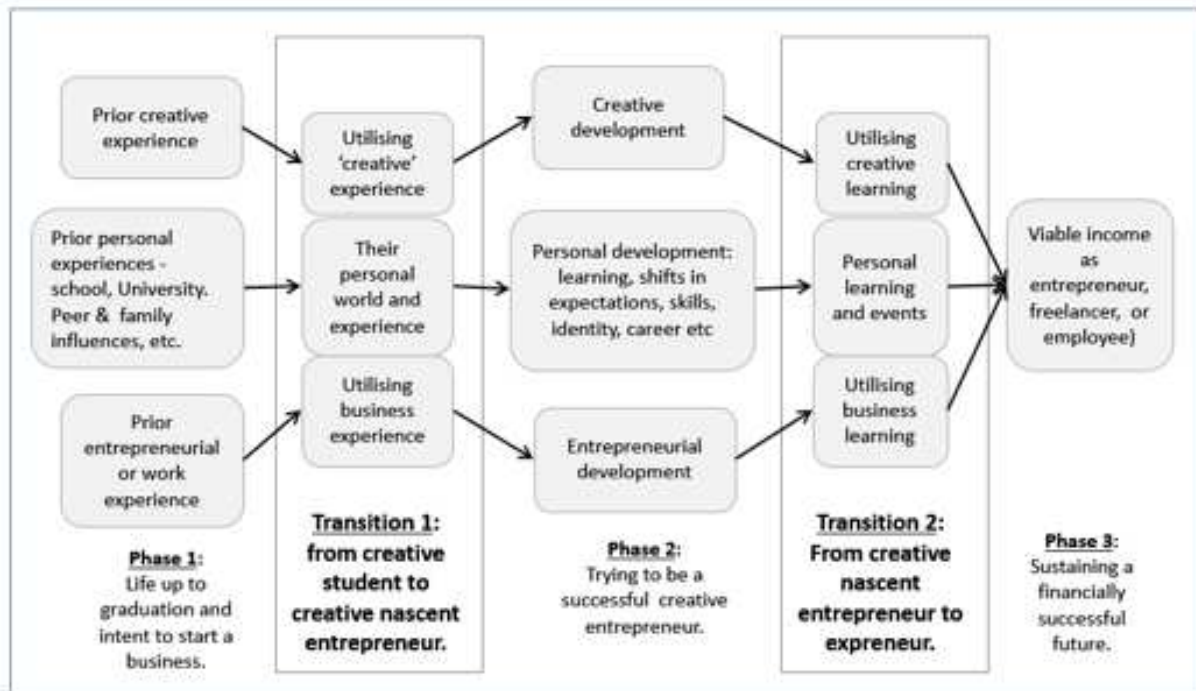 Prior creative
experience
Prior personal
experiences -
school, University.
Peer & family
influences, etc.
Prior
entrepreneurial
or work
experience
Phase 1:
Life up to
graduation and
intent to start a
business.
Utilising
‘creative’
experience
Their
personal
world and
experience
Utilising
business
experience
Transition 1:
from creative
student to
creative nascent
entrepreneur.
Creative
development
Personal development:
learning, shifts in
expectations, skills,
identity, career etc
Entrepreneurial
development
Phase 2:
Trying to be a
successful creative
entrepreneur.
Utilising
creative
learning
Personal
learning
and events
Utilising
business
learning
Transition 2:
From creative
nascent
entrepreneur to
expreneur.
Viable income
as
entrepreneur,
freelancer, or
employee)
Phase 3:
Sustaining a
financially
successful
future.